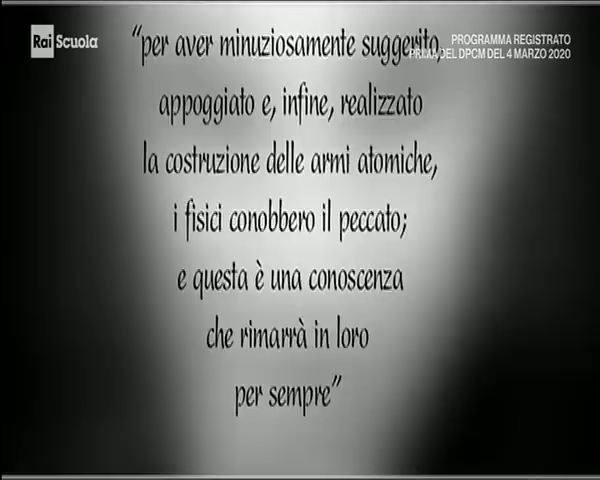 Rai Scuola
PROGRAMMA REGISTRATO
PRIMA DEL DPCM DEL 4 MARZO 2020
“per aver minuziosamente suggerito,
appoggiato e, infine, realizzato
la costruzione delle armi atomiche,
i fisici conobbero il peccato;
e questa è una conoscenza
che rimarrà in loro
per sempre”